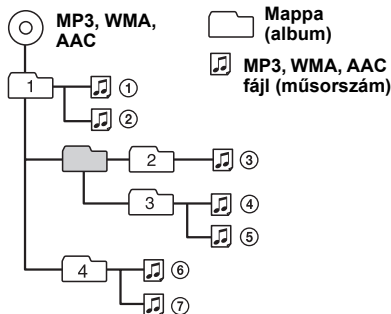 MP3, WMA,
AAC
Mappa
(album)
MP3, WMA, AAC
fájl (műsorszám)
1
①
②
2
③
3
④
⑤
4
⑥
⑦